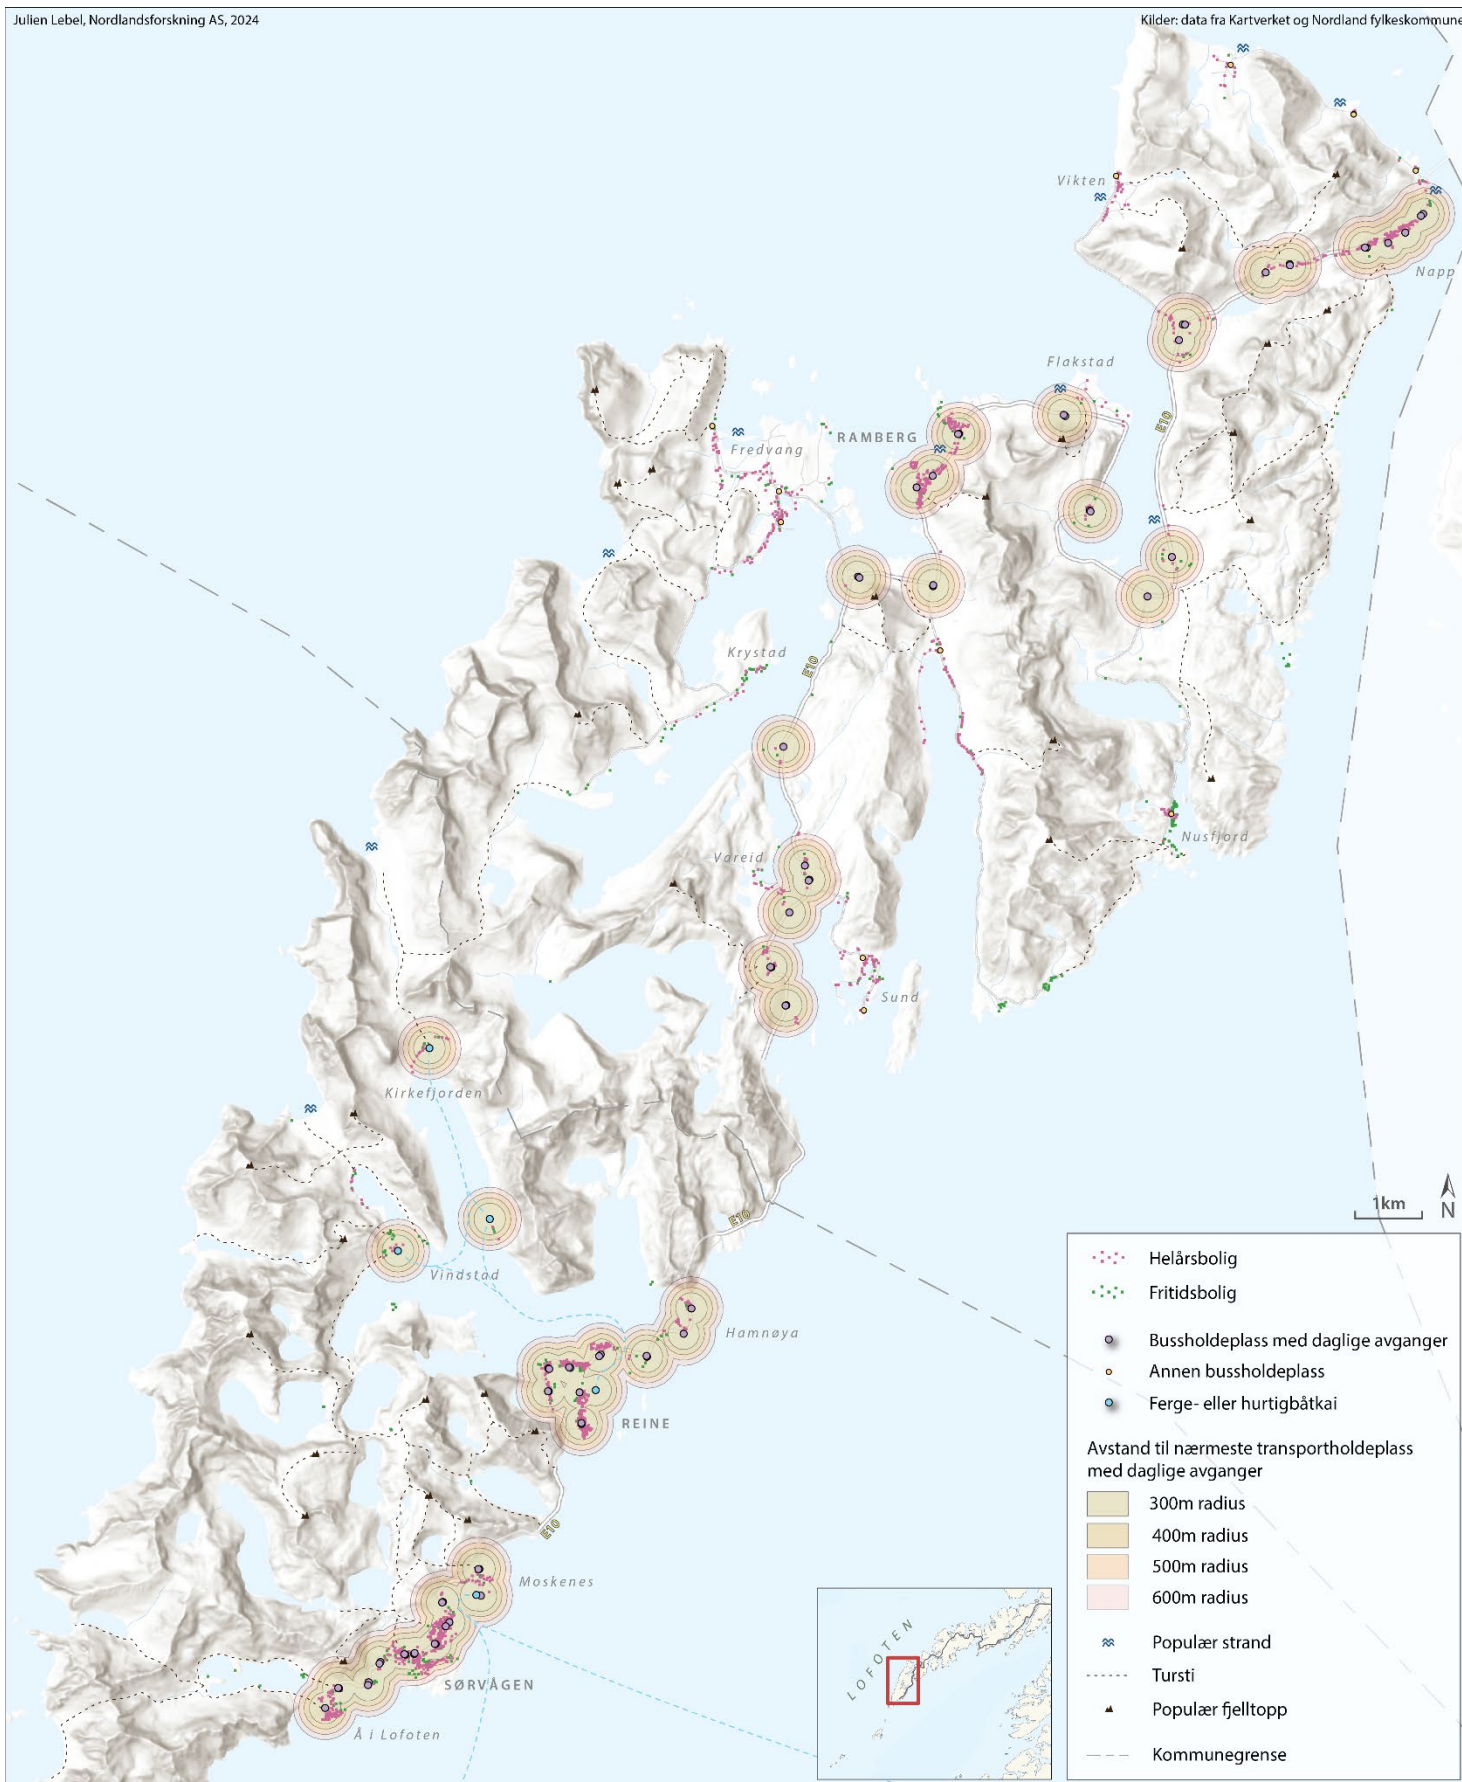 Julien Lebel, Nordlandsforskning AS, 2024
Kilder: data fra Kartverket og Nordland fylkeskommune
Vikten
Napp
Flakstad
E10
RAMBERG
Fredvang
Krystad
E10
Nusfjord
Vareid
Sund
Kirkefjorden
E10
Vindstad
Hamnøya
REINE
E10
Moskenes
SØRVÅGEN
Å i Lofoten
1km
N
Helårsbolig
Fritidsbolig
Bussholdeplass med daglige avganger
Annen bussholdeplass
Ferge- eller hurtigbåtkai
Avstand til nærmeste transportholdeplass
med daglige avganger
300m radius
400m radius
500m radius
600m radius
Populær strand
Tursti
Populær fjelltopp
Kommunegrense
LOFOTEN